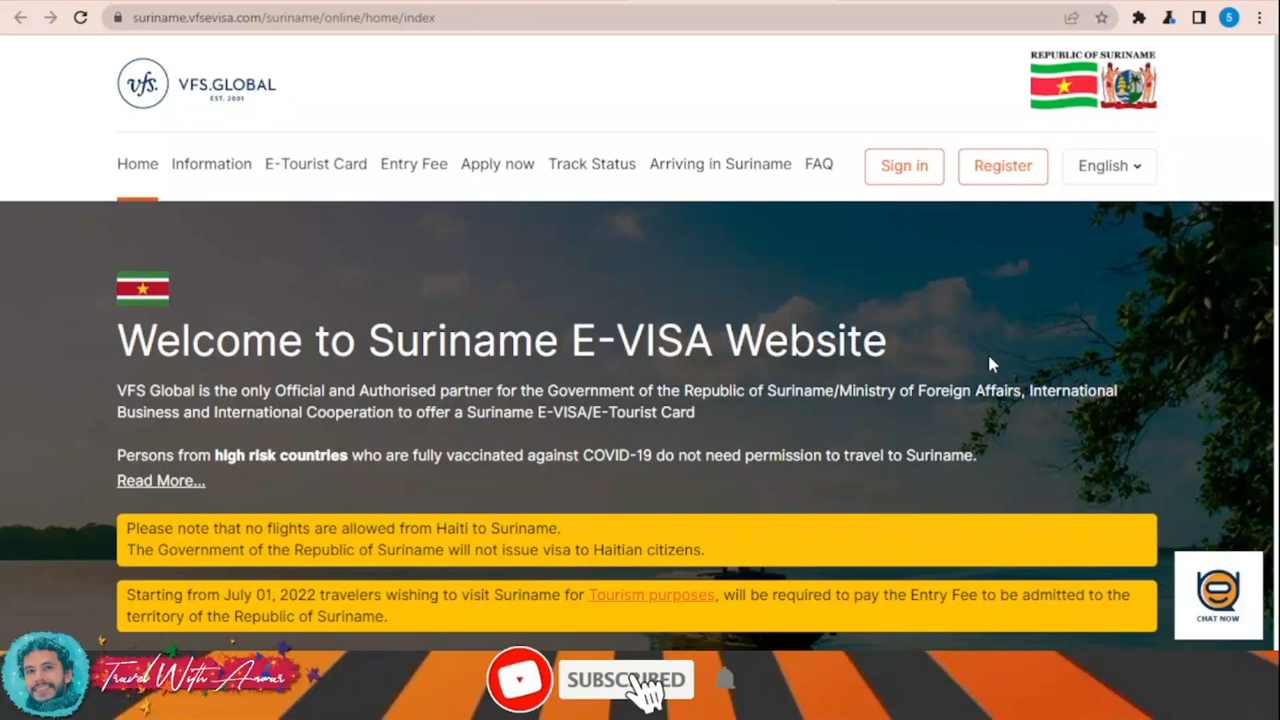 suriname.vfsevisa.com/suriname/online/home/index
5
vfs.
VFS.GLOBAL
EST. 2001
REPUBLIC OF SURINAME
Home Information E-Tourist Card Entry Fee Apply now Track Status Arriving in Suriname FAQ Sign in Register English
Welcome to Suriname E-VISA Website
VFS Global is the only Official and Authorised partner for the Government of the Republic of Suriname/Ministry of Foreign Affairs, International
Business and International Cooperation to offer a Suriname E-VISA/E-Tourist Card
Persons from high risk countries who are fully vaccinated against COVID-19 do not need permission to travel to Suriname.
Read More...
Please note that no flights are allowed from Haiti to Suriname.
The Government of the Republic of Suriname will not issue visa to Haitian citizens.
Starting from July 01, 2022 travelers wishing to visit Suriname for Tourism purposes, will be required to pay the Entry Fee to be admitted to the
territory of the Republic of Suriname.
CHAT NOW
Travel With Anwar
SUBSCRIBED